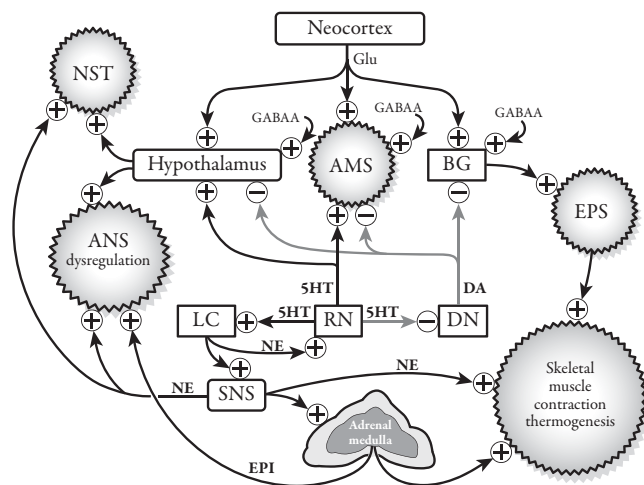 Neocortex
Glu
NST
GABAA
GABAA
GABAA
+
+
+
+
+
+
+
+
Hypothalamus
AMS
BG
+
+
+
−
+
−
−
EPS
ANS
dysregulation
5HT
DA
+
+
+
LC
+
5HT
RN
5HT
−
DN
NE
+
+
NE
SNS
NE
+
Skeletal
muscle
contraction
thermogenesis
+
Adrenal
medulla
EPI
+